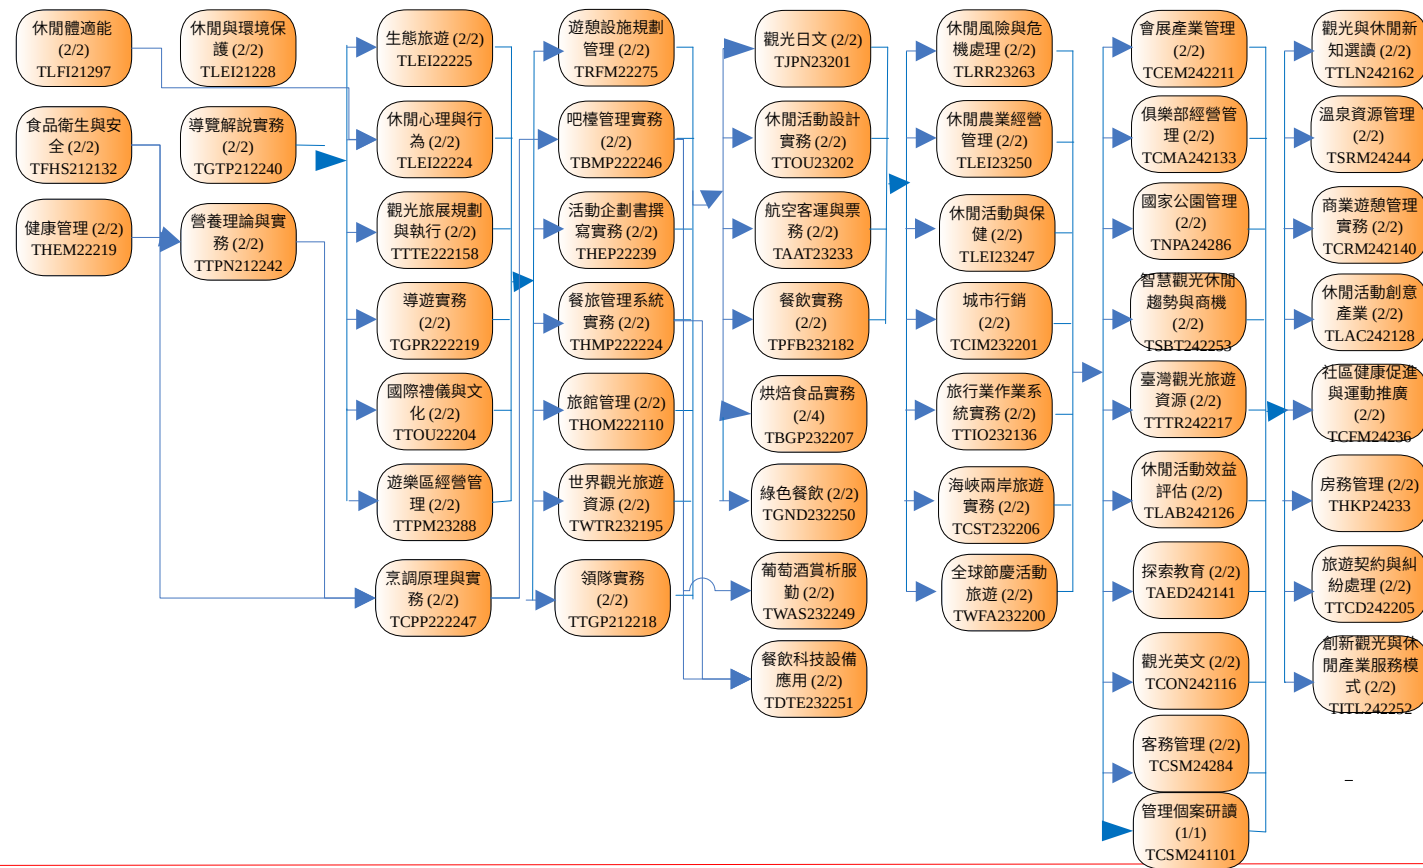 休閒體適能
(2/2)
TLFI21297
食品衛生與安
全 (2/2)
TFHS212132
健康管理 (2/2)
THEM22219
休閒與環境保
護 (2/2)
TLEI21228
導覽解說實務
(2/2)
TGTP212240
營養理論與實
務 (2/2)
TTPN212242
生態旅遊 (2/2)
TLEI22225
休閒心理與行
為 (2/2)
TLEI22224
觀光旅展規劃
與執行 (2/2)
TTTE222158
導遊實務
(2/2)
TGPR222219
國際禮儀與文
化 (2/2)
TTOU22204
遊樂區經營管
理 (2/2)
TTPM23288
烹調原理與實
務 (2/2)
TCPP222247
遊憩設施規劃
管理 (2/2)
TRFM22275
吧檯管理實務
(2/2)
TBMP222246
活動企劃書撰
寫實務 (2/2)
THEP22239
餐旅管理系統
實務 (2/2)
THMP222224
旅館管理 (2/2)
THOM222110
世界觀光旅遊
資源 (2/2)
TWTR232195
領隊實務
(2/2)
TTGP212218
觀光日文 (2/2)
TJPN23201
休閒活動設計
實務 (2/2)
TTOU23202
航空客運與票
務 (2/2)
TAAT23233
餐飲實務
(2/2)
TPFB232182
烘焙食品實務
(2/4)
TBGP232207
綠色餐飲 (2/2)
TGND232250
葡萄酒賞析服
勤 (2/2)
TWAS232249
餐飲科技設備
應用 (2/2)
TDTE232251
休閒風險與危
機處理 (2/2)
TLRR23263
休閒農業經營
管理 (2/2)
TLEI23250
休閒活動與保
健 (2/2)
TLEI23247
城市行銷
(2/2)
TCIM232201
旅行業作業系
統實務 (2/2)
TTIO232136
海峽兩岸旅遊
實務 (2/2)
TCST232206
全球節慶活動
旅遊 (2/2)
TWFA232200
會展產業管理
(2/2)
TCEM242211
俱樂部經營管
理 (2/2)
TCMA242133
國家公園管理
(2/2)
TNPA24286
智慧觀光休閒
趨勢與商機
(2/2)
TSBT242253
臺灣觀光旅遊
資源 (2/2)
TTTR242217
休閒活動效益
評估 (2/2)
TLAB242126
探索教育 (2/2)
TAED242141
觀光英文 (2/2)
TCON242116
客務管理 (2/2)
TCSM24284
管理個案研讀
(1/1)
TCSM241101
觀光與休閒新
知選讀 (2/2)
TTLN242162
溫泉資源管理
(2/2)
TSRM24244
商業遊憩管理
實務 (2/2)
TCRM242140
休閒活動創意
產業 (2/2)
TLAC242128
社區健康促進
與運動推廣
(2/2)
TCFM24236
房務管理 (2/2)
THKP24233
旅遊契約與糾
紛處理 (2/2)
TTCD242205
創新觀光與休
閒產業服務模
式 (2/2)
TITL242252